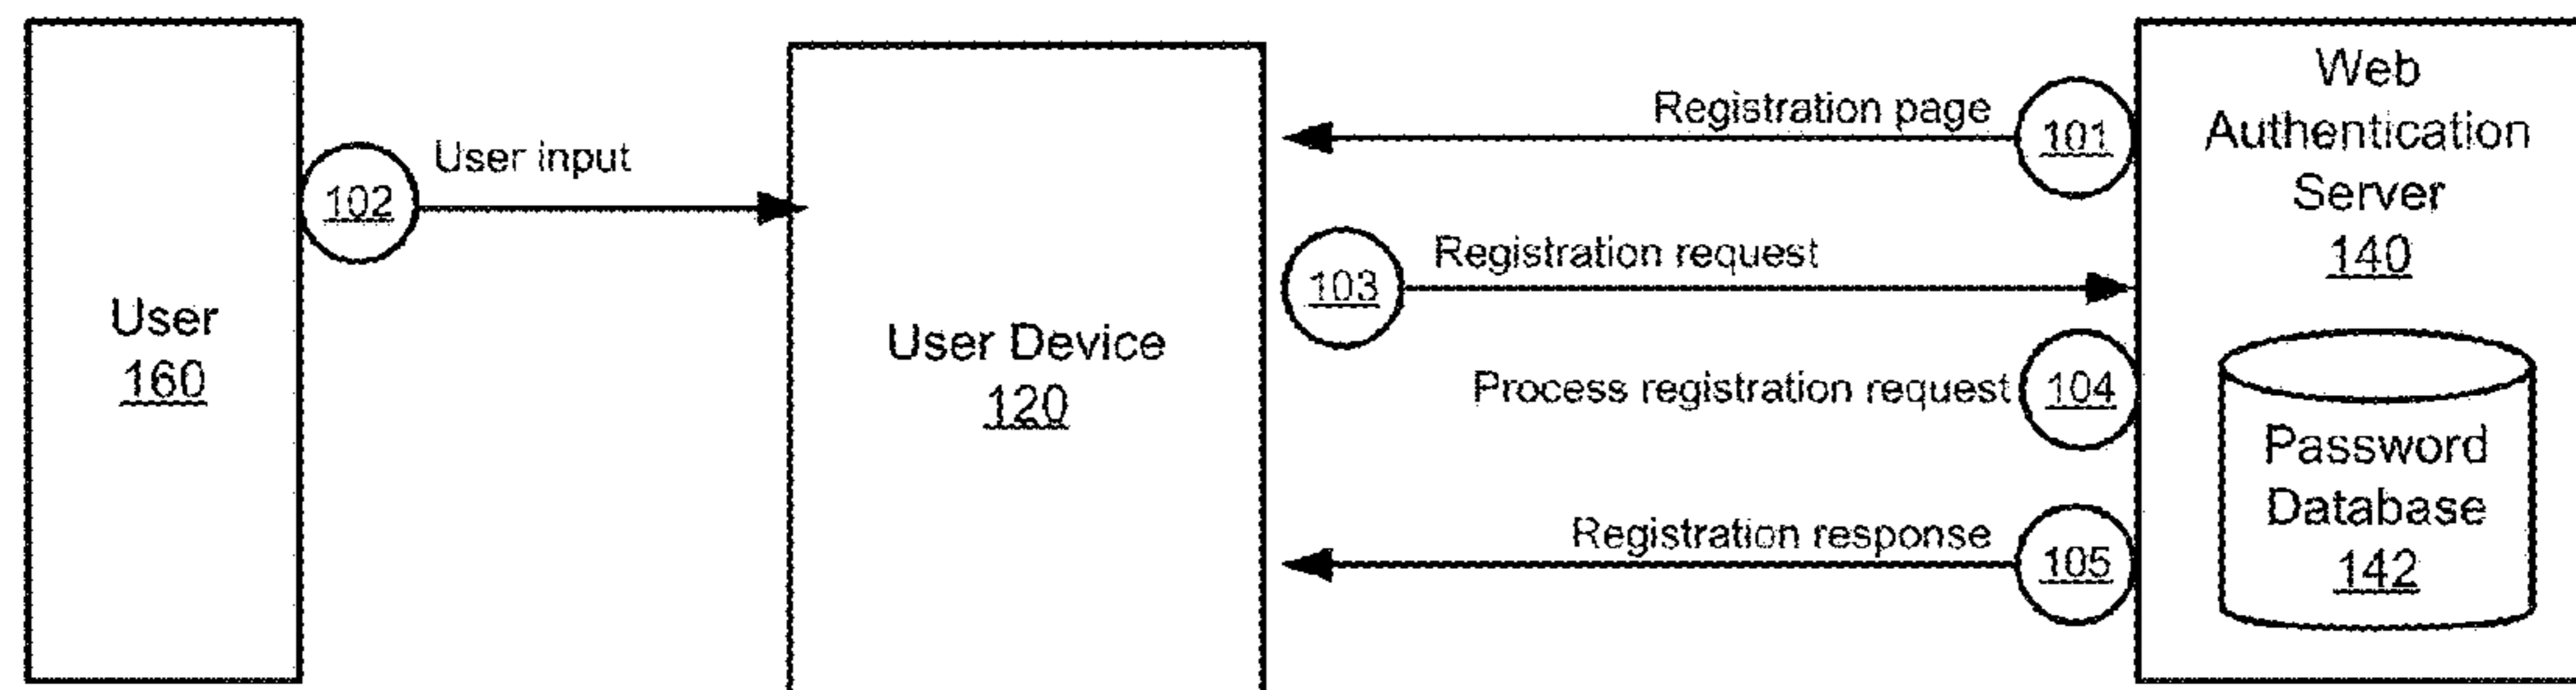 User
160
102
User input
User Device
120
Registration page
101
Registration request
103
Process registration request
104
Registration response
105
Web
Authentication
Server
140
Password
Database
142